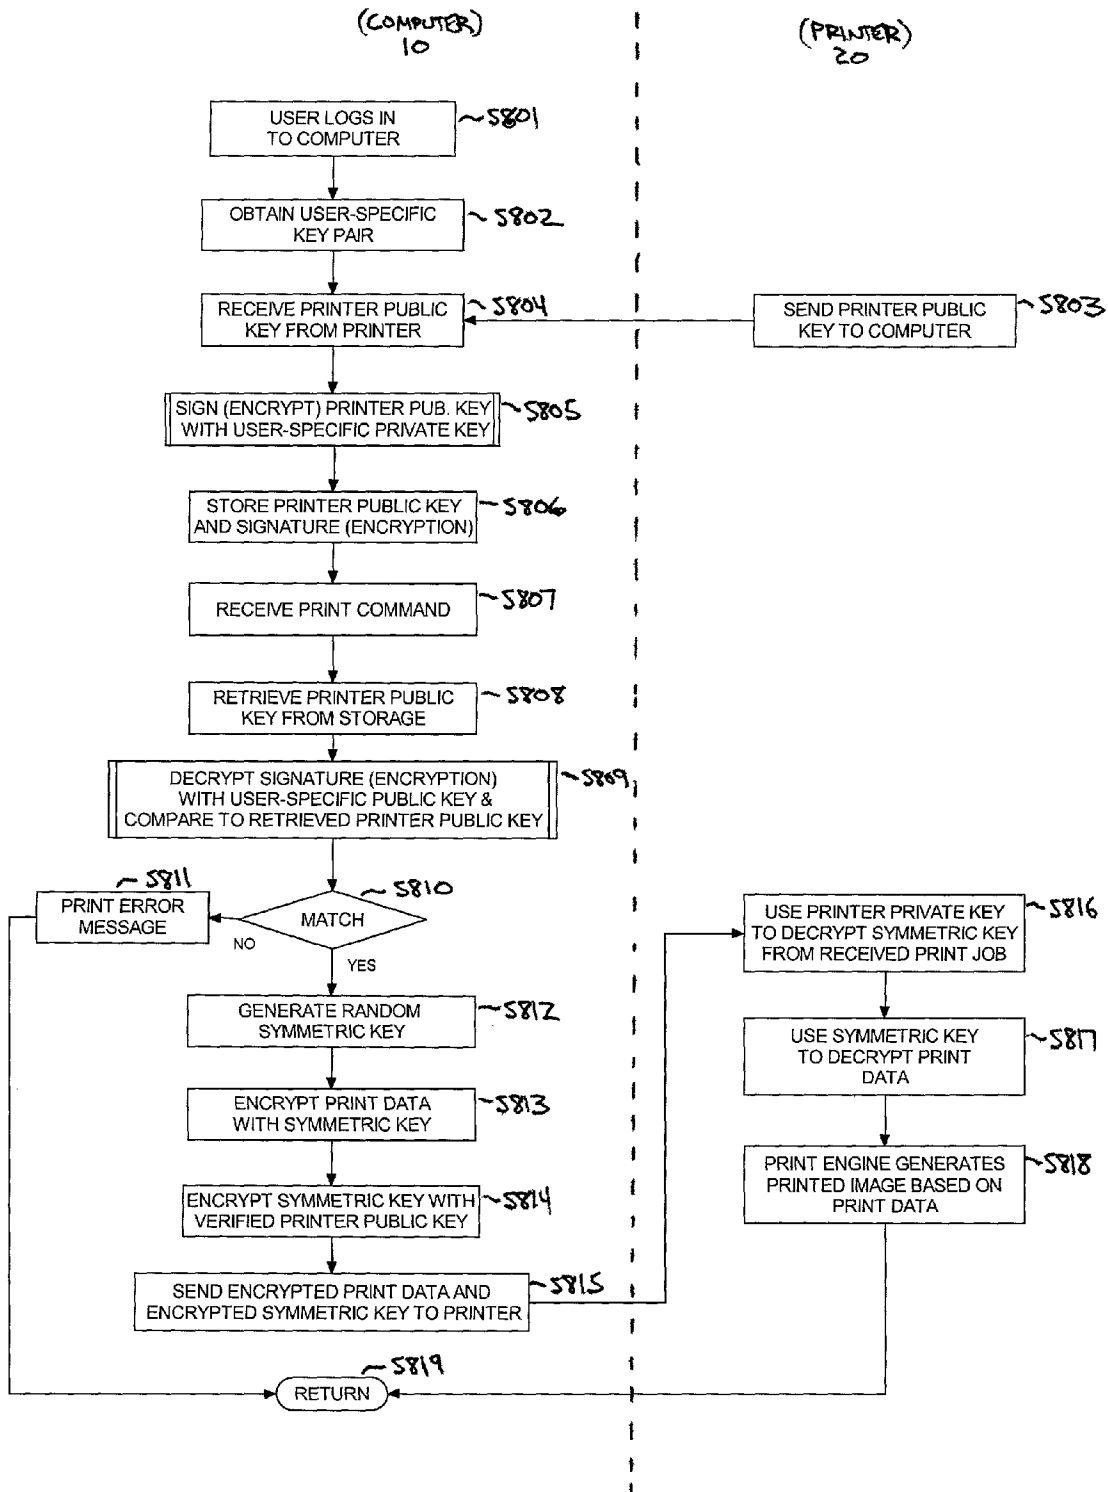 (COMPUTER)
10
(PRINTER)
20
USER LOGS IN
TO COMPUTER
S801
OBTAIN USER-SPECIFIC
KEY PAIR
S802
RECEIVE PRINTER PUBLIC
KEY FROM PRINTER
S804
SEND PRINTER PUBLIC
KEY TO COMPUTER
S803
SIGN (ENCRYPT) PRINTER PUB. KEY
WITH USER-SPECIFIC PRIVATE KEY
S805
STORE PRINTER PUBLIC KEY
AND SIGNATURE (ENCRYPTION)
S806
RECEIVE PRINT COMMAND
S807
RETRIEVE PRINTER PUBLIC
KEY FROM STORAGE
S808
DECRYPT SIGNATURE (ENCRYPTION)
WITH USER-SPECIFIC PUBLIC KEY &
COMPARE TO RETRIEVED PRINTER PUBLIC KEY
S809
S811
PRINT ERROR
MESSAGE
S810
MATCH
NO
YES
GENERATE RANDOM
SYMMETRIC KEY
S812
ENCRYPT PRINT DATA
WITH SYMMETRIC KEY
S813
ENCRYPT SYMMETRIC KEY WITH
VERIFIED PRINTER PUBLIC KEY
S814
SEND ENCRYPTED PRINT DATA AND
ENCRYPTED SYMMETRIC KEY TO PRINTER
S815
USE PRINTER PRIVATE KEY
TO DECRYPT SYMMETRIC KEY
FROM RECEIVED PRINT JOB
S816
USE SYMMETRIC KEY
TO DECRYPT PRINT
DATA
S817
PRINT ENGINE GENERATES
PRINTED IMAGE BASED ON
PRINT DATA
S818
S819
RETURN